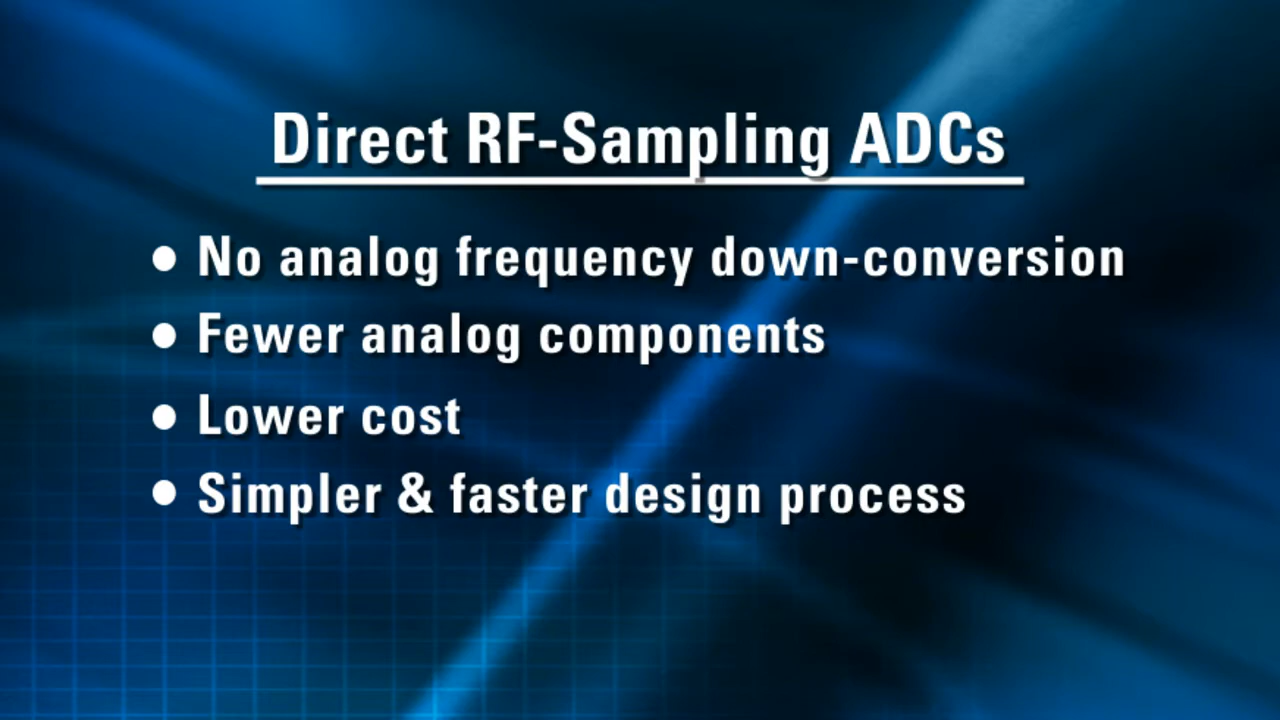 Direct RF-Sampling ADCs
• No analog frequency down-conversion
• Fewer analog components
• Lower cost
• Simpler & faster design process